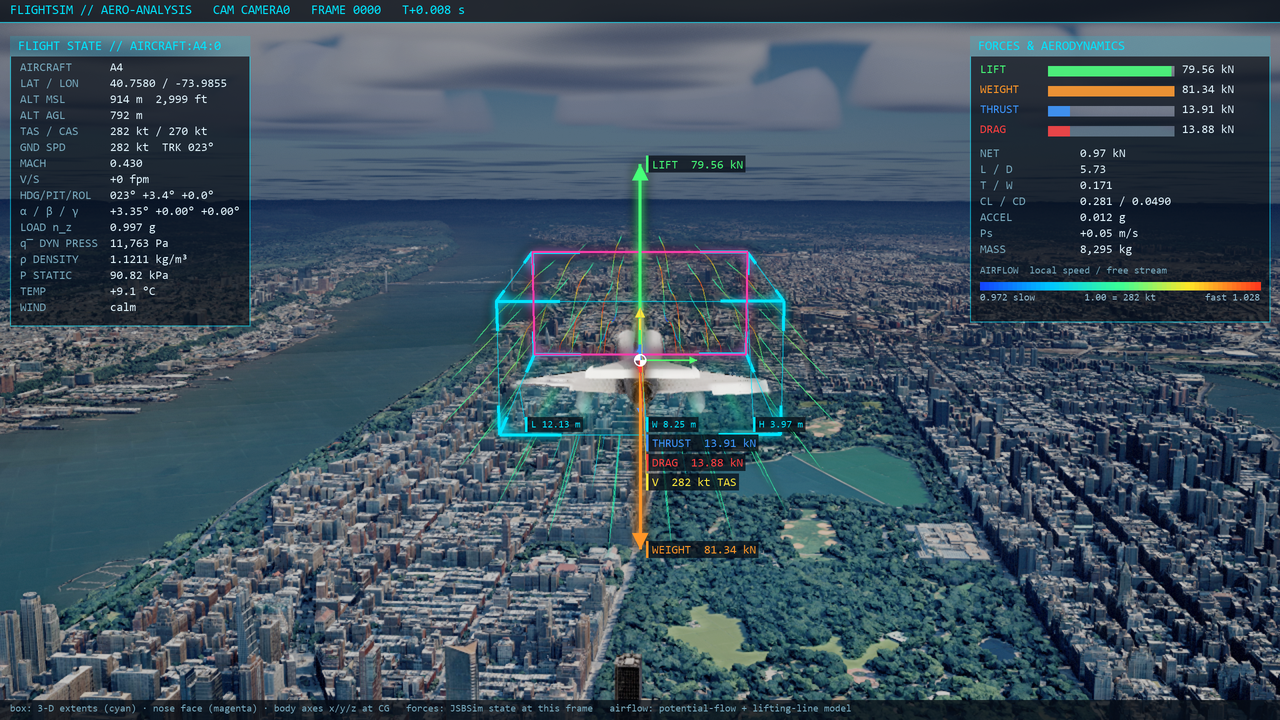 FLIGHTSIM // AERO-ANALYSIS CAM CAMERA0 FRAME 0000 T+0.008 s
FLIGHT STATE // AIRCRAFT:A4:0
AIRCRAFT A4
LAT / LON 40.7580 / -73.9855
ALT MSL 914 m 2,999 ft
ALT AGL 792 m
TAS / CAS 282 kt / 270 kt
GND SPD 282 kt TRK 023°
MACH 0.430
V/S +0 fpm
HDG/PIT/ROL 023° +3.4° +0.0°
α / β / γ +3.35° +0.00° +0.00°
LOAD n_z 0.997 g
q̅ DYN PRESS 11,763 Pa
ρ DENSITY 1.1211 kg/m³
P STATIC 90.82 kPa
TEMP +9.1 °C
WIND calm
FORCES & AERODYNAMICS
LIFT 79.56 kN
WEIGHT 81.34 kN
THRUST 13.91 kN
DRAG 13.88 kN
NET 0.97 kN
L / D 5.73
T / W 0.171
CL / CD 0.281 / 0.0490
ACCEL 0.012 g
Ps +0.05 m/s
MASS 8,295 kg
AIRFLOW local speed / free stream
0.972 slow 1.00 = 282 kt fast 1.028
LIFT 79.56 kN
L 12.13 m W 8.25 m H 3.97 m
THRUST 13.91 kN
DRAG 13.88 kN
V 282 kt TAS
WEIGHT 81.34 kN
box: 3-D extents (cyan) · nose face (magenta) · body axes x/y/z at CG forces: JSBSim state at this frame airflow: potential-flow + lifting-line model